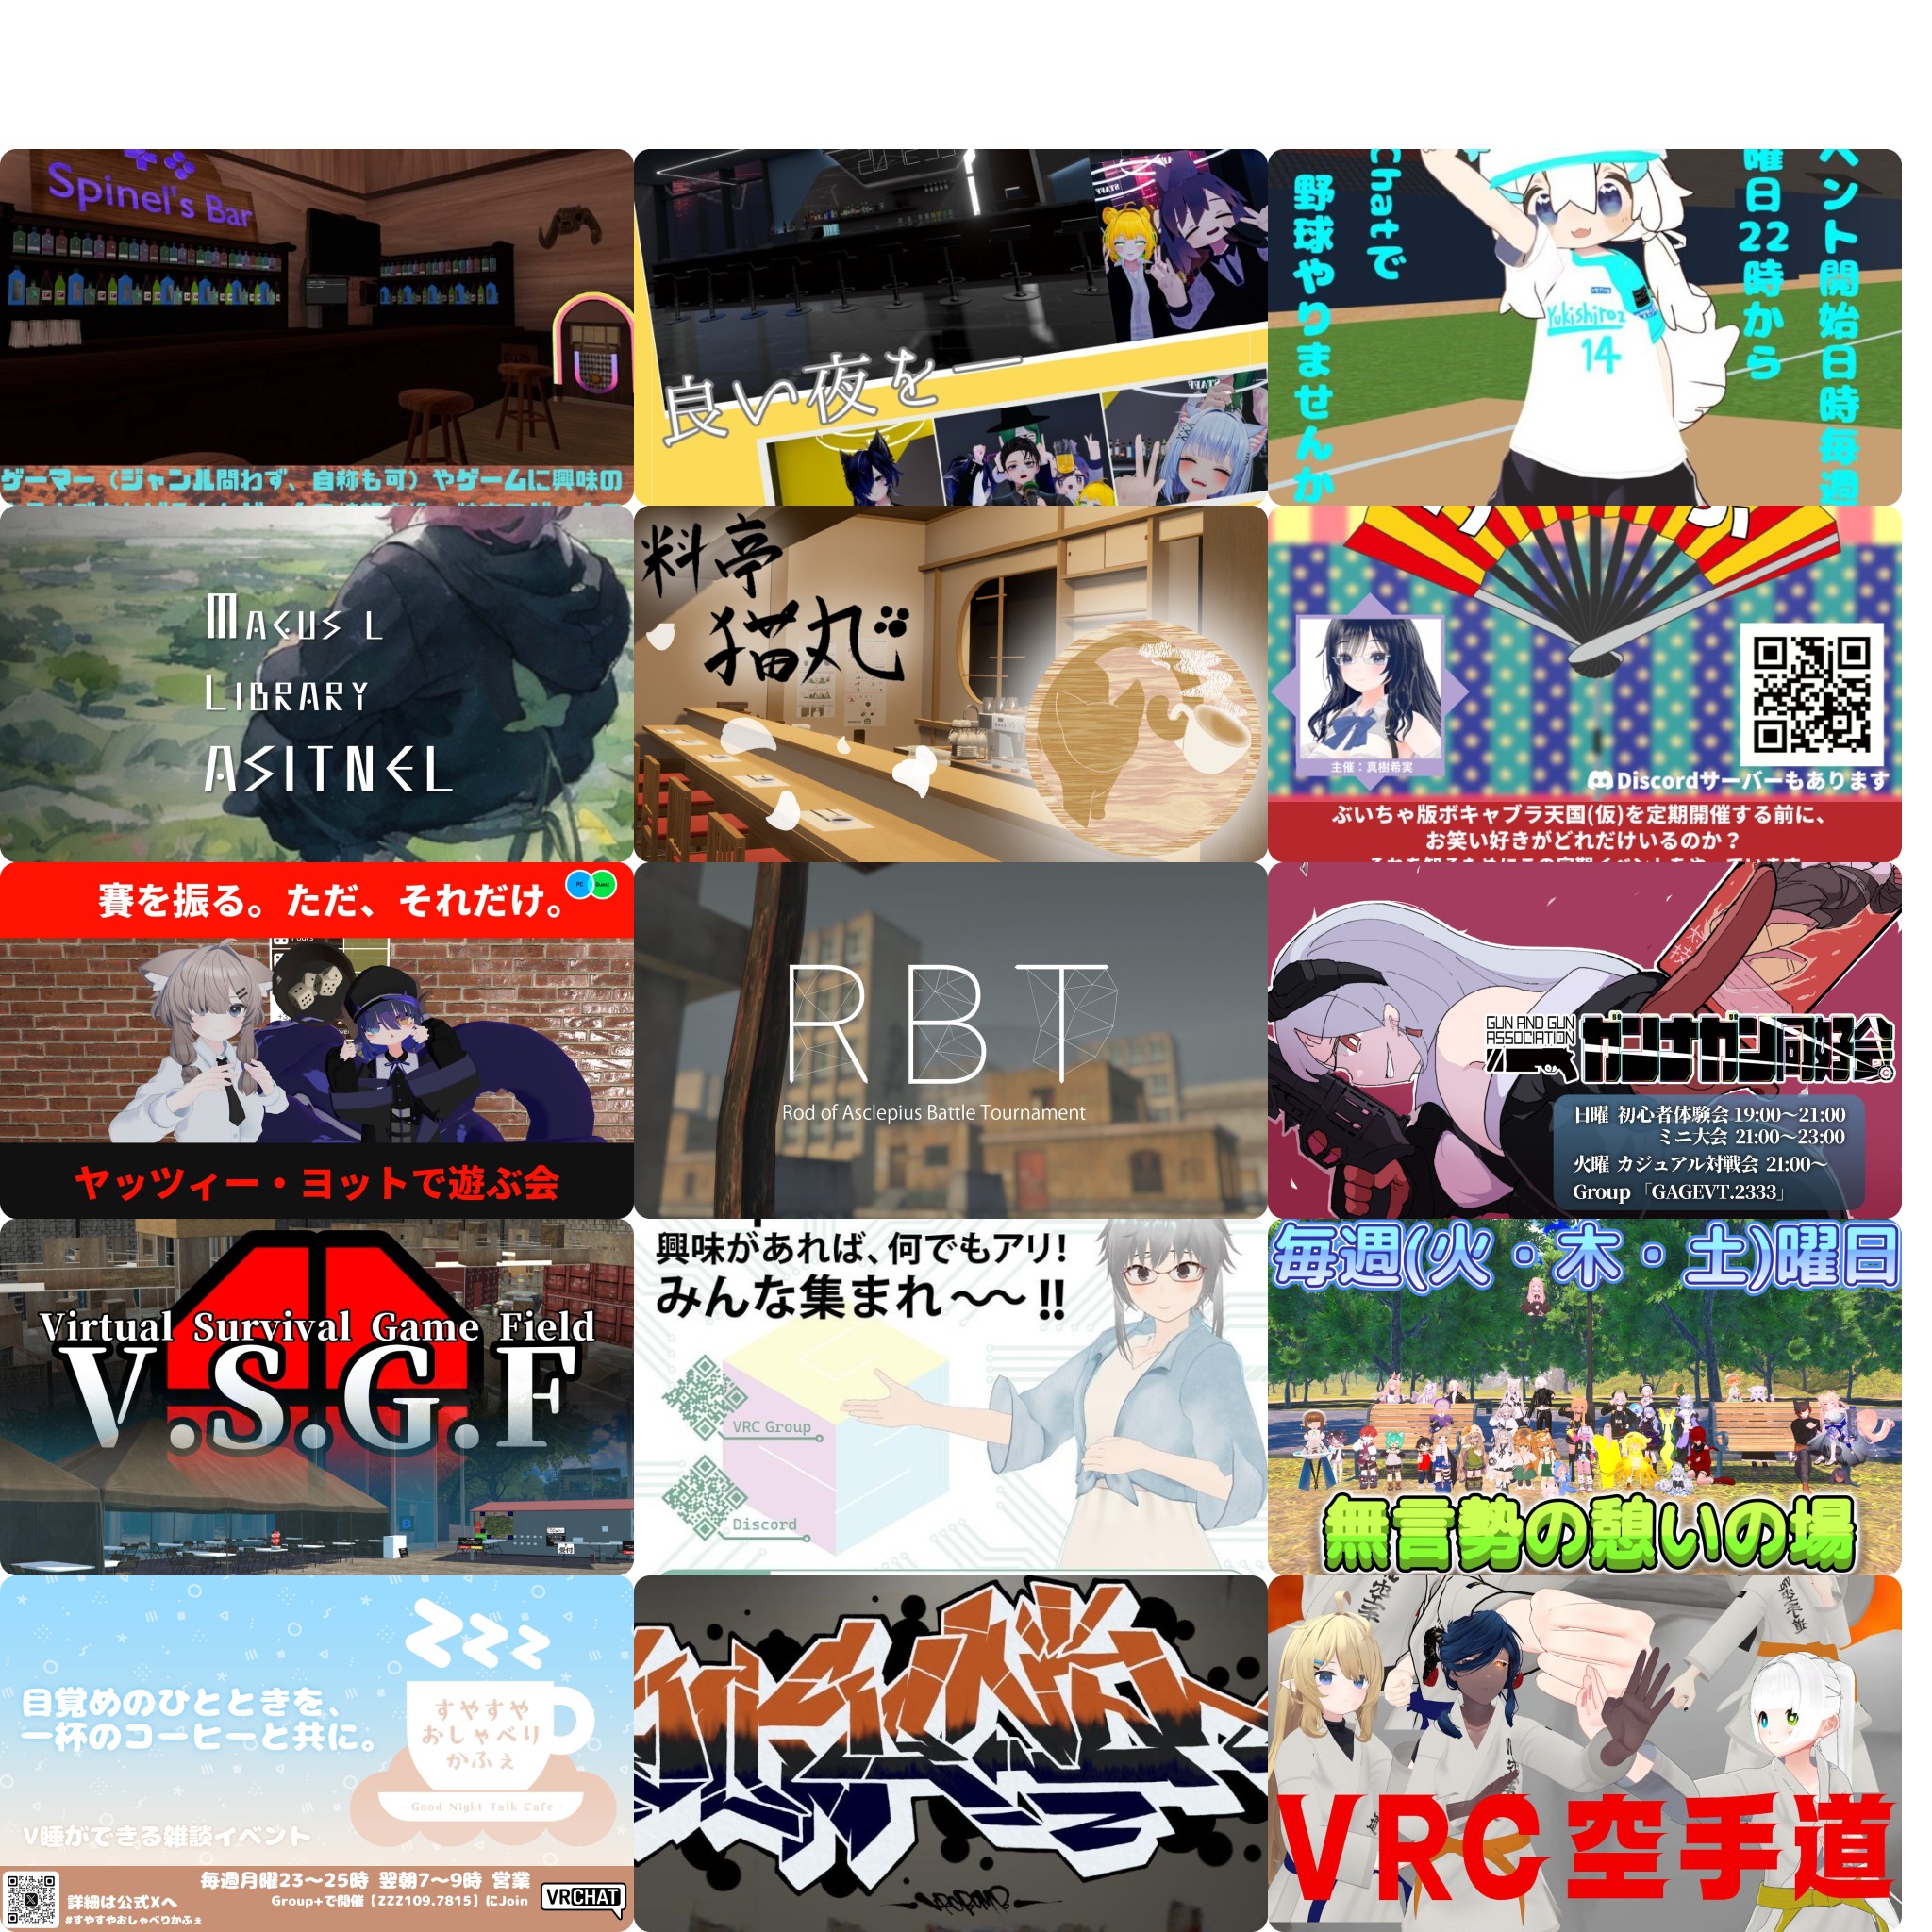 Spinel's Bar
ゲーマー（ジャンル問わず、自称も可）やゲームに興味の
良い夜を―
STAFF
STAFF
ベント開始日時毎週
曜日22時から
Chatで
野球やりませんか
Yukishiroz
14
MACUS L
LIBRARY
ASITNEL
料亭
猫丸
主催：真樹希実
Discordサーバーもあります
ぶいちゃ版ボキャブラ天国(仮)を定期開催する前に、
お笑い好きがどれだけいるのか？
賽を振る。ただ、それだけ。
PC
Quest
ヤッツィー・ヨットで遊ぶ会
RBT
Rod of Asclepius Battle Tournament
GUN AND GUN
ASSOCIATION
ガンナガン同好会
日曜 初心者体験会 19:00～21:00
ミニ大会 21:00～23:00
火曜 カジュアル対戦会 21:00～
Group「GAGEVT.2333」
Virtual Survival Game Field
V.S.G.F
受付
興味があれば、何でもアリ!
みんな集まれ～～!!
VRC Group
Discord
毎週(火・木・土)曜日
無言勢の憩いの場
zzz
目覚めのひとときを、
一杯のコーヒーと共に。
すやすや
おしゃべり
かふぇ
- Good Night Talk Cafe -
V睡ができる雑談イベント
毎週月曜23～25時 翌朝7～9時 営業
Group+で開催【ZZZ109.7815】にJoin
詳細は公式Xへ
#すやすやおしゃべりかふぇ
VRCHAT
VRC空手道